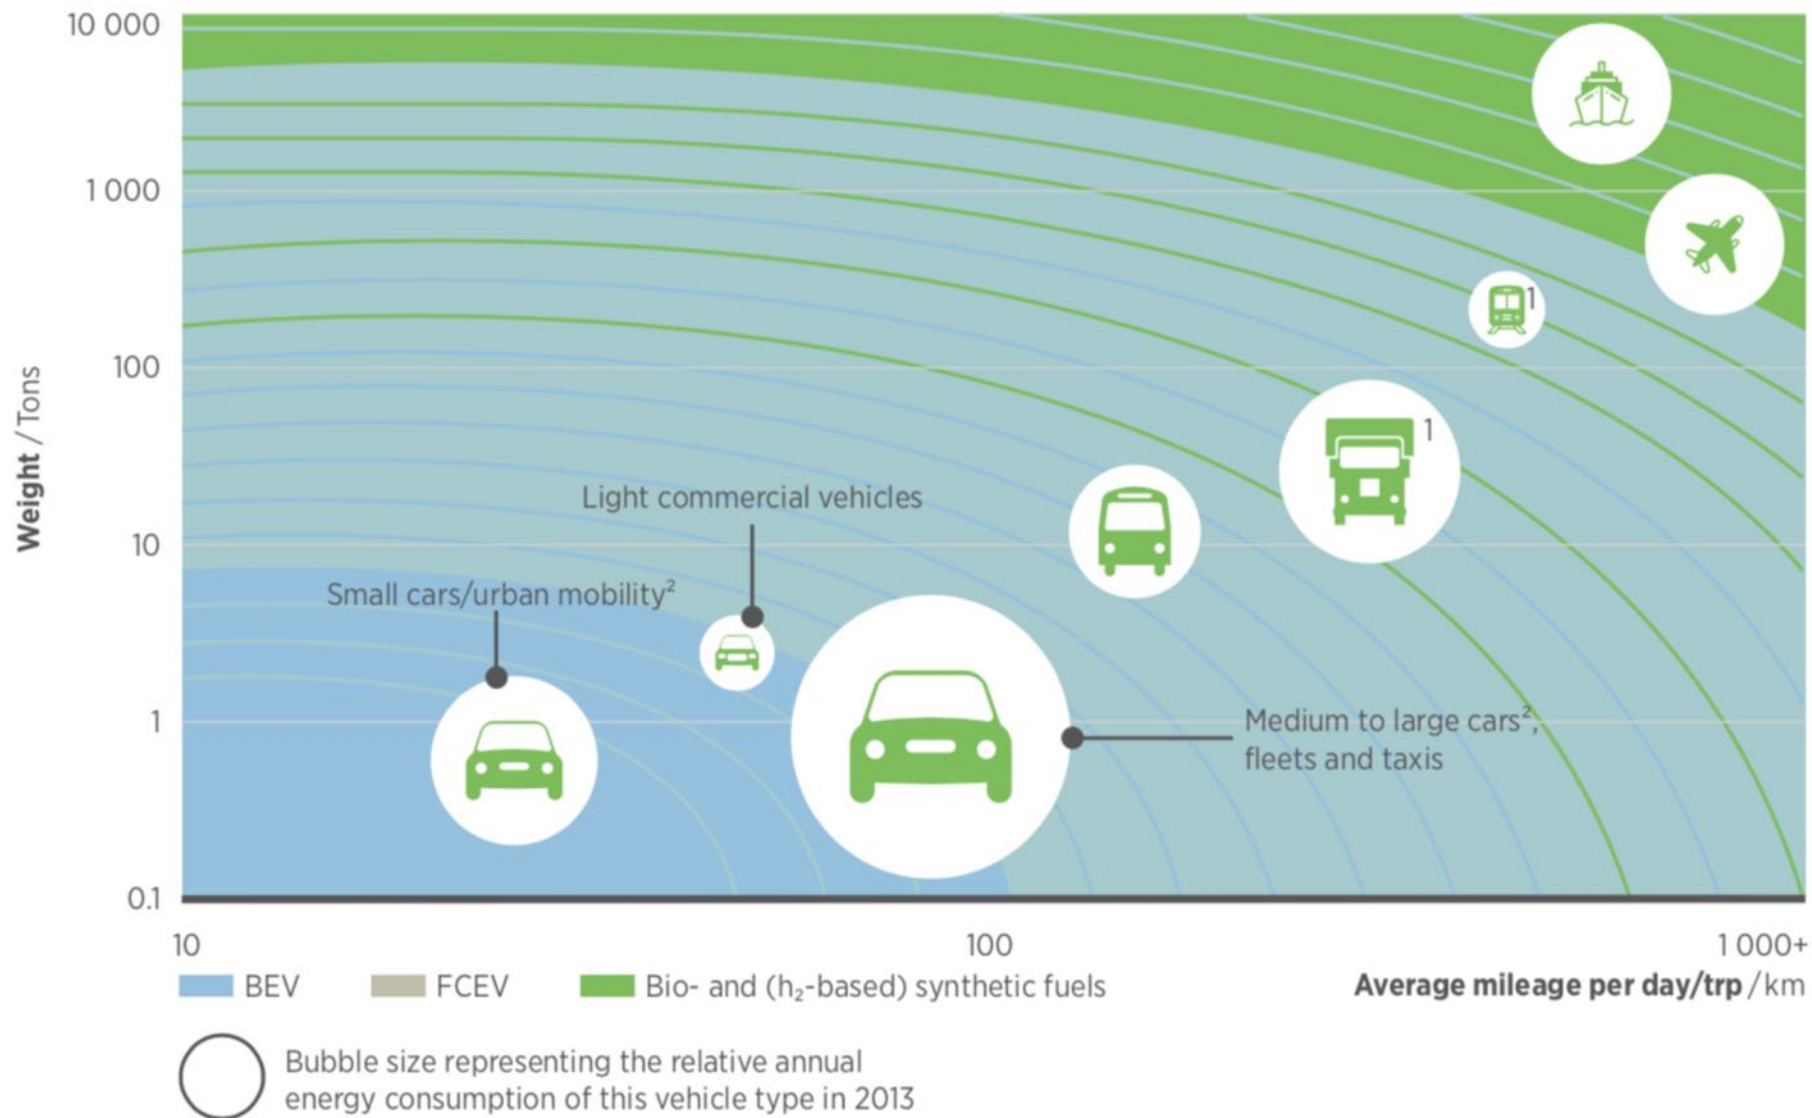 10 000
1 000
100
10
1
0.1
Weight / Tons
1
1
Light commercial vehicles
Small cars/urban mobility²
Medium to large cars²,
fleets and taxis
10
100
1 000+
BEV
FCEV
Bio- and (h₂-based) synthetic fuels
Average mileage per day/trp / km
Bubble size representing the relative annual
energy consumption of this vehicle type in 2013